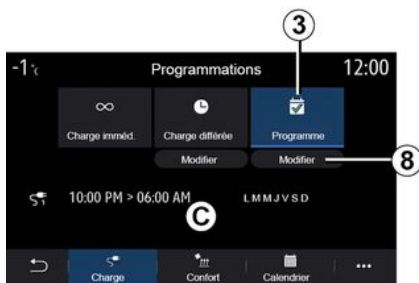 3
-1°c Programmations 12:00
∞
Charge imméd. Charge différée Programme
Modifier Modifier 8
10:00 PM > 06:00 AM LMMJVSD
C
Charge Confort Calendrier ...